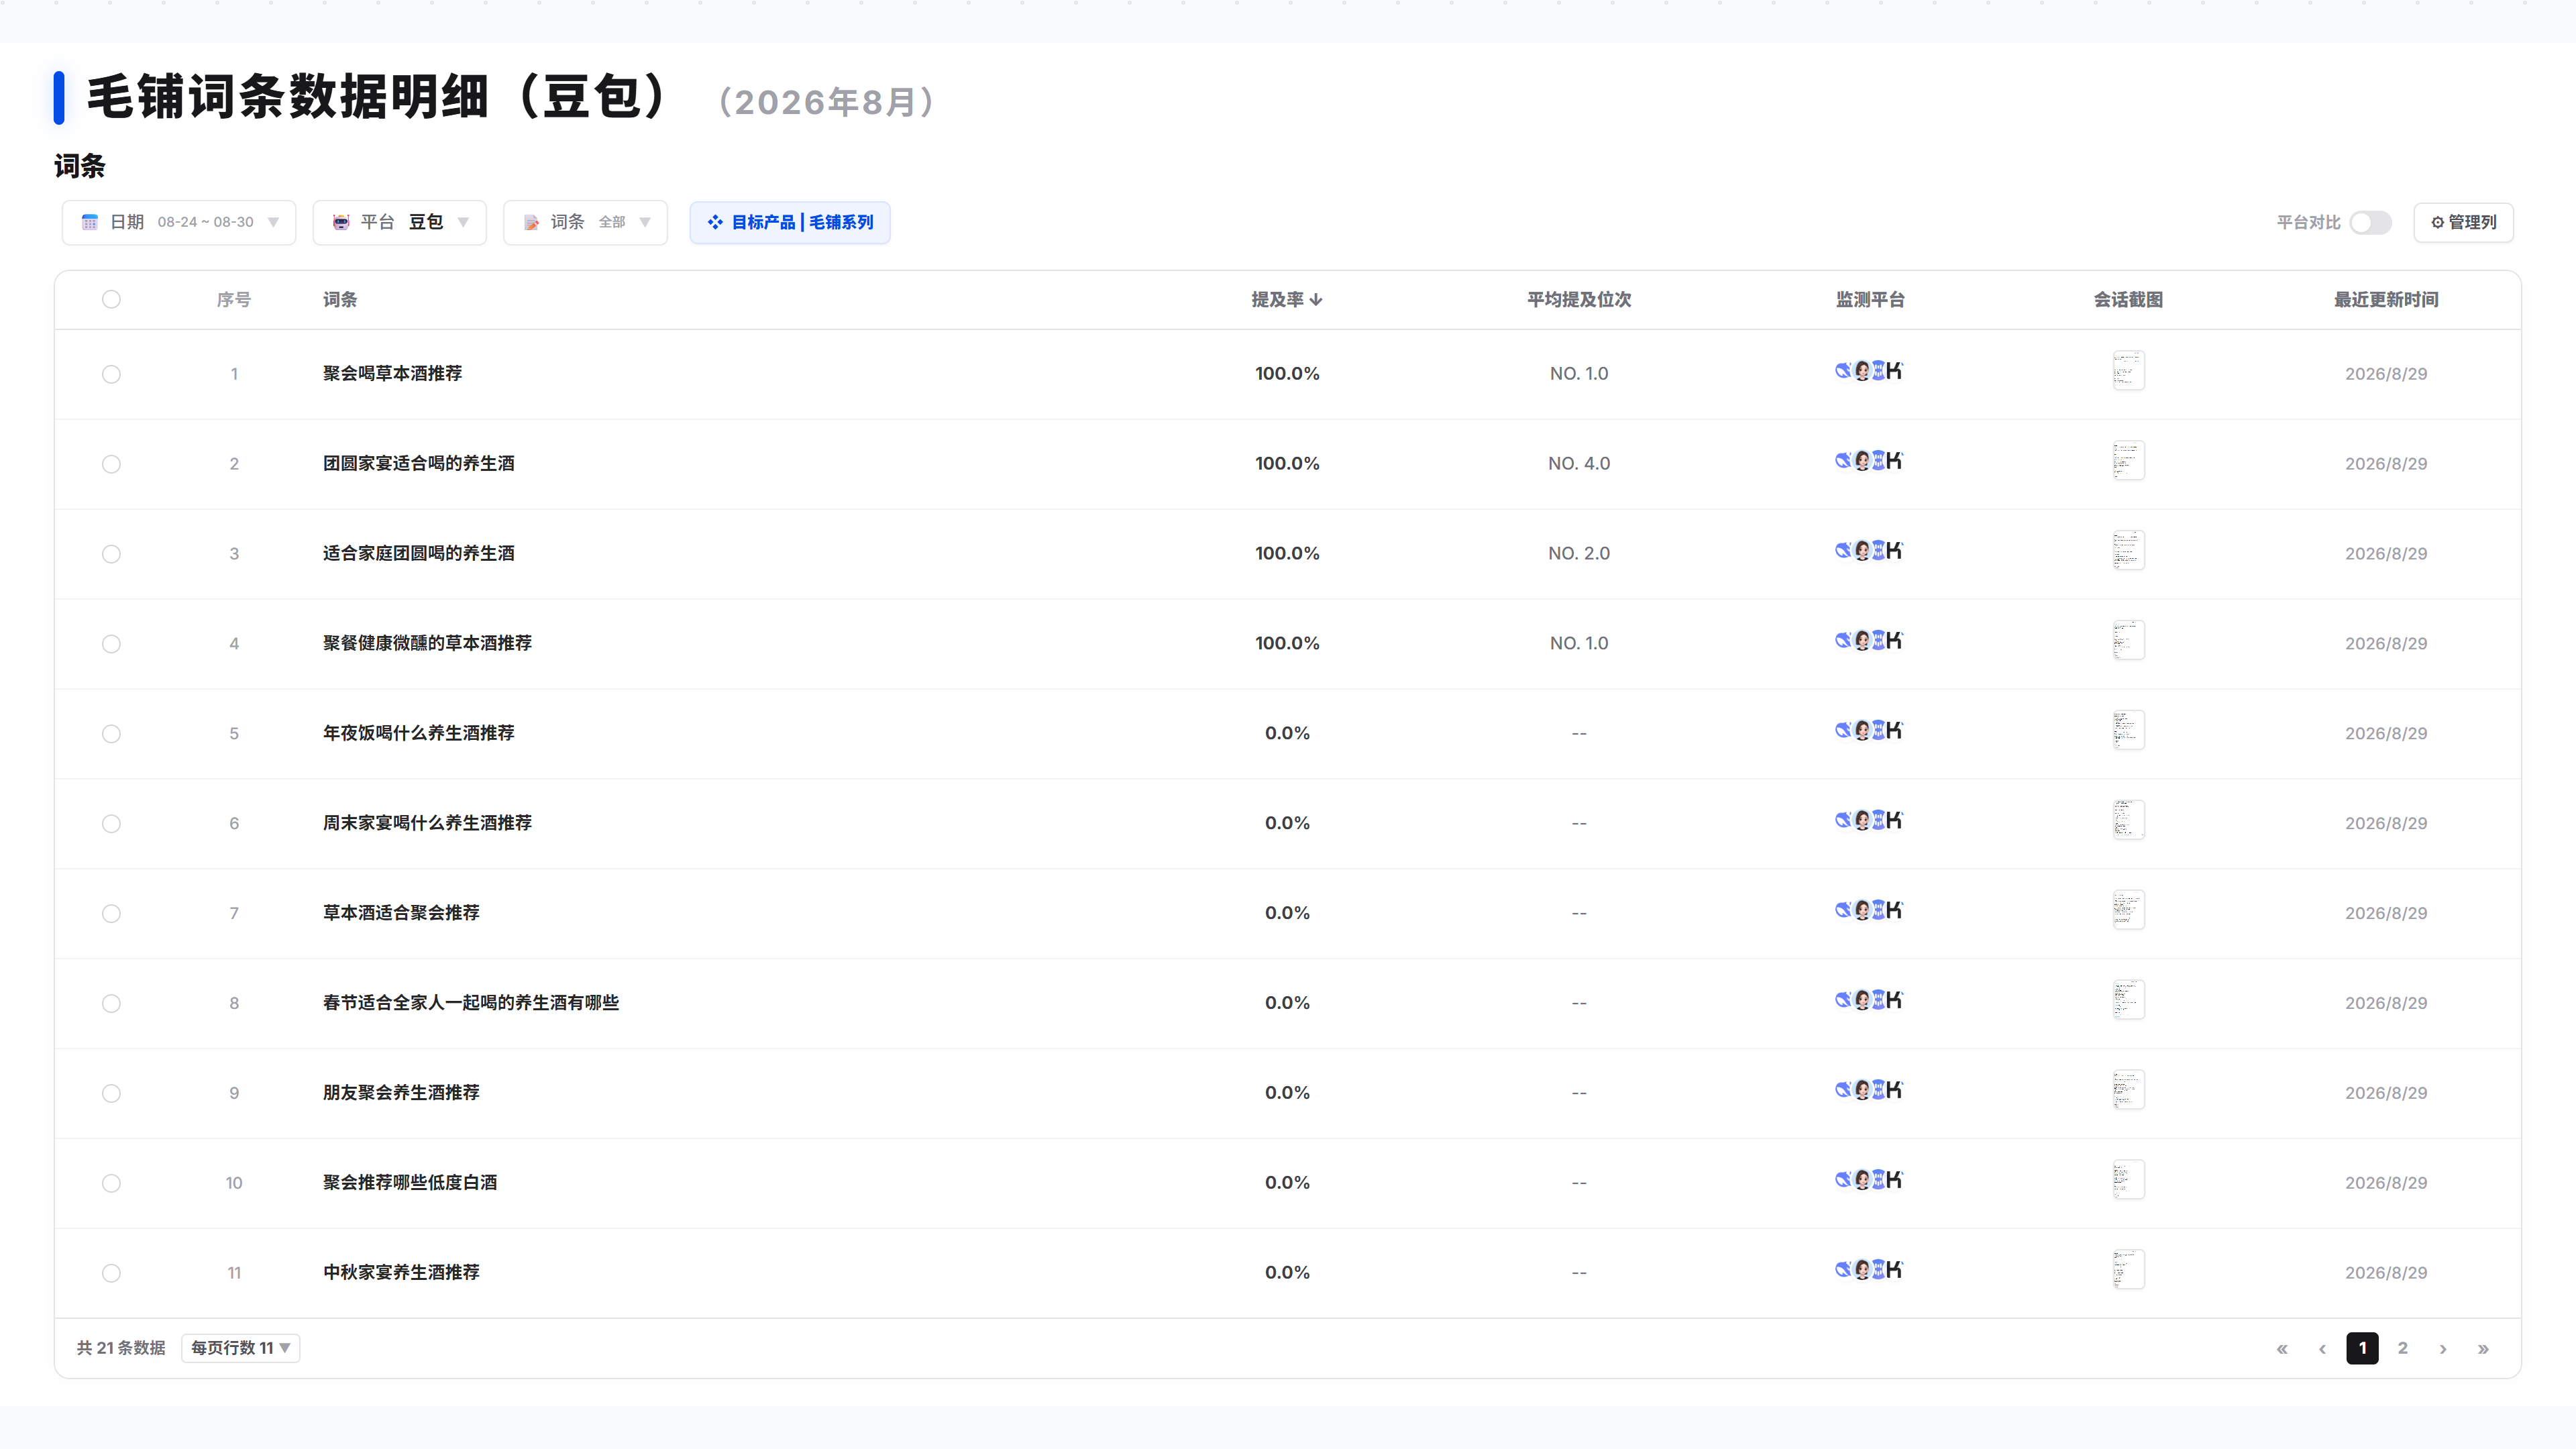 毛铺词条数据明细（豆包） （2026年8月）
词条
日期 08-24 ~ 08-30 ▼ 平台 豆包 ▼ 词条 全部 ▼ 目标产品 | 毛铺系列 平台对比 管理列
序号 词条 提及率 ↓ 平均提及位次 监测平台 会话截图 最近更新时间
1 聚会喝草本酒推荐 100.0% NO. 1.0 2026/8/29
2 团圆家宴适合喝的养生酒 100.0% NO. 4.0 2026/8/29
3 适合家庭团圆喝的养生酒 100.0% NO. 2.0 2026/8/29
4 聚餐健康微醺的草本酒推荐 100.0% NO. 1.0 2026/8/29
5 年夜饭喝什么养生酒推荐 0.0% -- 2026/8/29
6 周末家宴喝什么养生酒推荐 0.0% -- 2026/8/29
7 草本酒适合聚会推荐 0.0% -- 2026/8/29
8 春节适合全家人一起喝的养生酒有哪些 0.0% -- 2026/8/29
9 朋友聚会养生酒推荐 0.0% -- 2026/8/29
10 聚会推荐哪些低度白酒 0.0% -- 2026/8/29
11 中秋家宴养生酒推荐 0.0% -- 2026/8/29
共 21 条数据 每页行数 11 ▼ « ‹ 1 2 › »